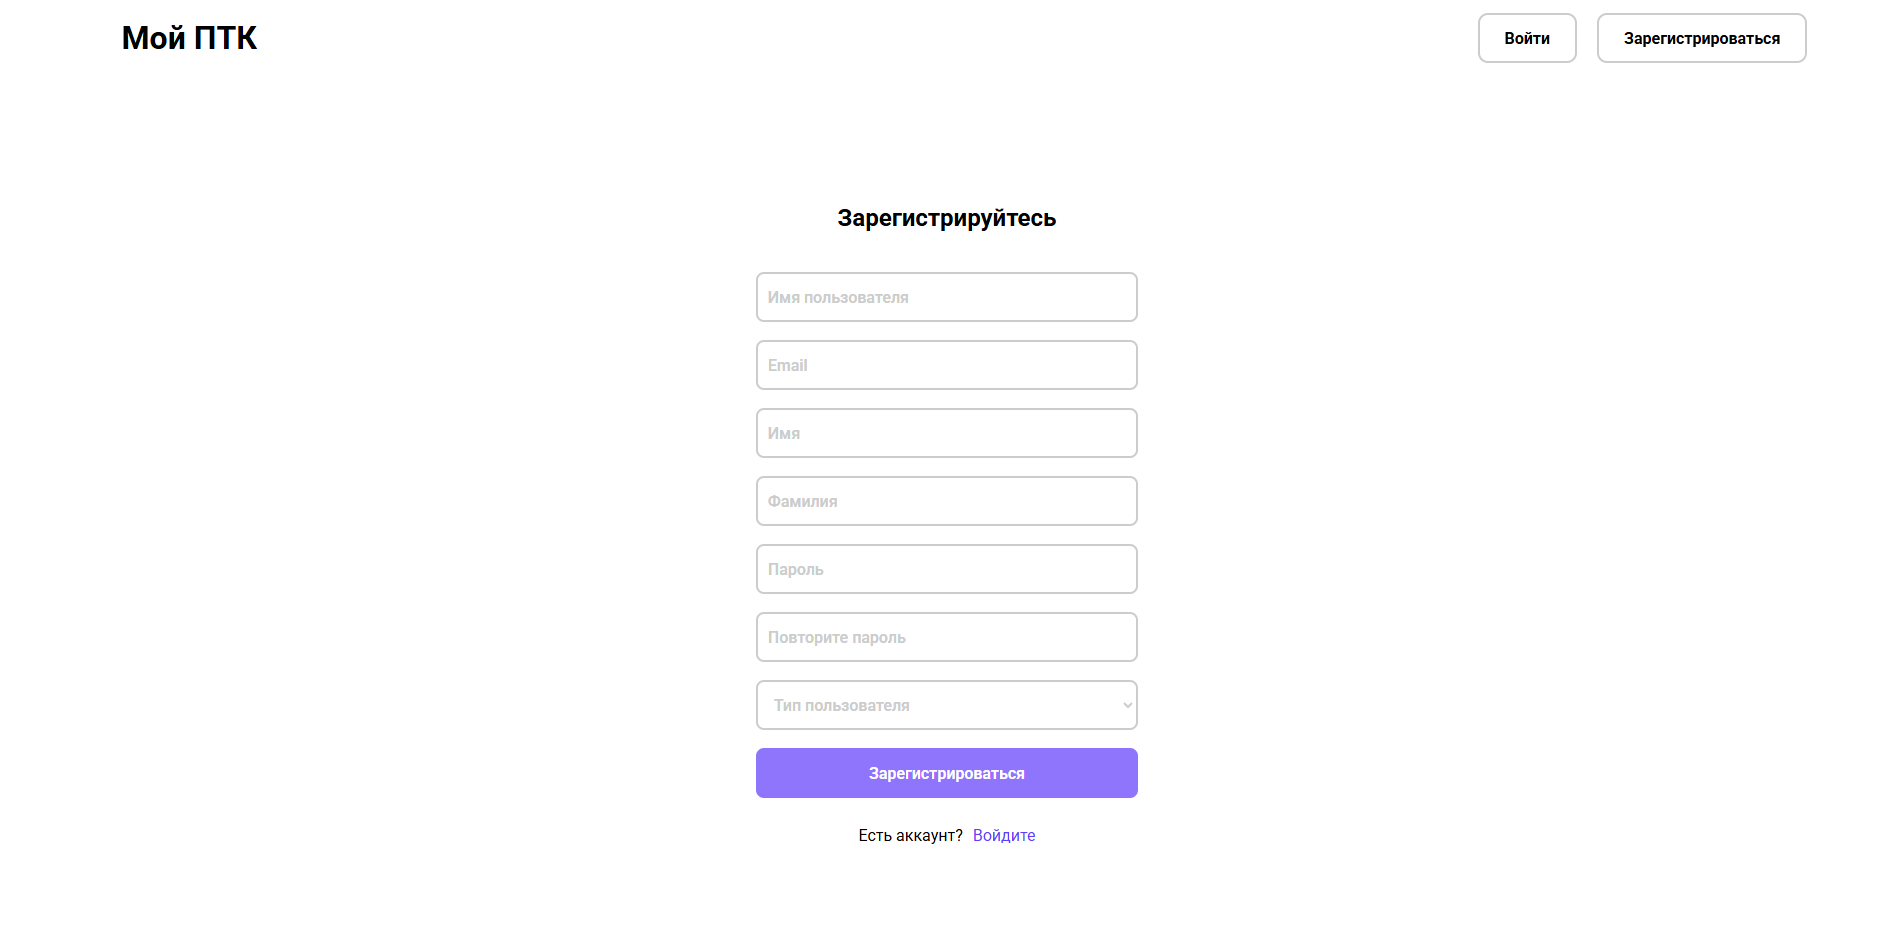 Мой ПТК
Войти
Зарегистрироваться
Зарегистрируйтесь
Имя пользователя
Email
Имя
Фамилия
Пароль
Повторите пароль
Тип пользователя
Зарегистрироваться
Есть аккаунт? Войдите